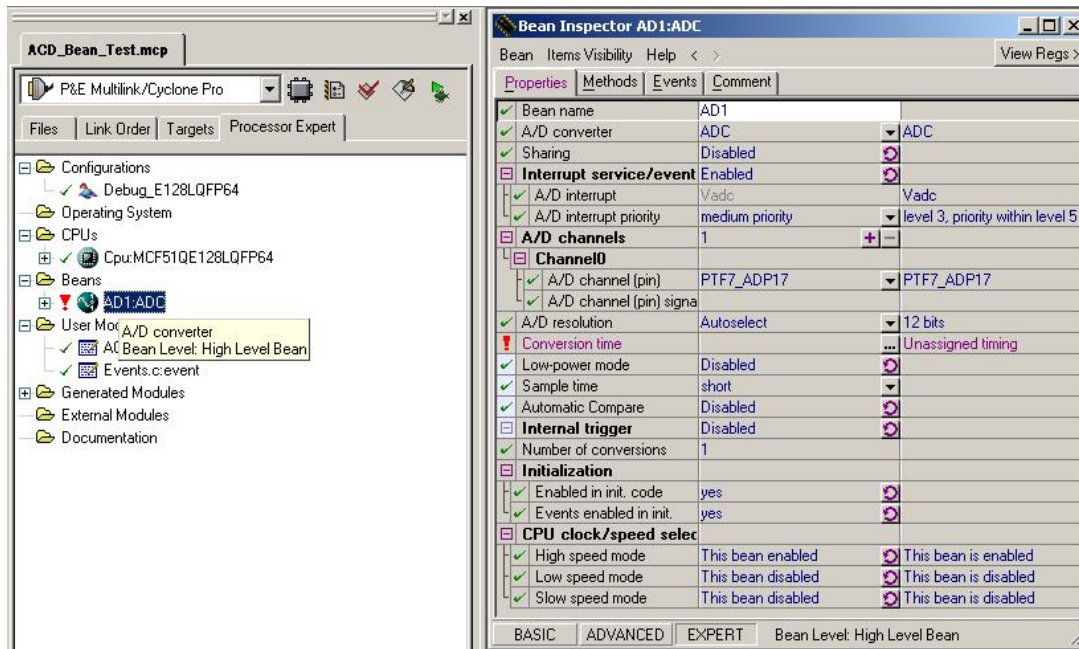 ACD_Bean_Test.mcp
P&E Multilink/Cyclone Pro
Files Link Order Targets Processor Expert
Configurations
Debug_E128LQFP64
Operating System
CPUs
Cpu:MCF51QE128LQFP64
Beans
AD1:ADC
User Mod
A/D converter
Bean Level: High Level Bean
Events.c:event
Generated Modules
External Modules
Documentation
Bean Inspector AD1:ADC
Bean Items Visibility Help < > View Regs >
Properties Methods Events Comment
Bean name AD1
A/D converter ADC ADC
Sharing Disabled
Interrupt service/event Enabled
A/D interrupt Vadc Vadc
A/D interrupt priority medium priority level 3, priority within level 5
A/D channels 1
Channel0
A/D channel (pin) PTF7_ADP17 PTF7_ADP17
A/D channel (pin) signa
A/D resolution Autoselect 12 bits
Conversion time ... Unassigned timing
Low-power mode Disabled
Sample time short
Automatic Compare Disabled
Internal trigger Disabled
Number of conversions 1
Initialization
Enabled in init. code yes
Events enabled in init. yes
CPU clock/speed selec
High speed mode This bean enabled This bean is enabled
Low speed mode This bean disabled This bean is disabled
Slow speed mode This bean disabled This bean is disabled
BASIC ADVANCED EXPERT Bean Level: High Level Bean